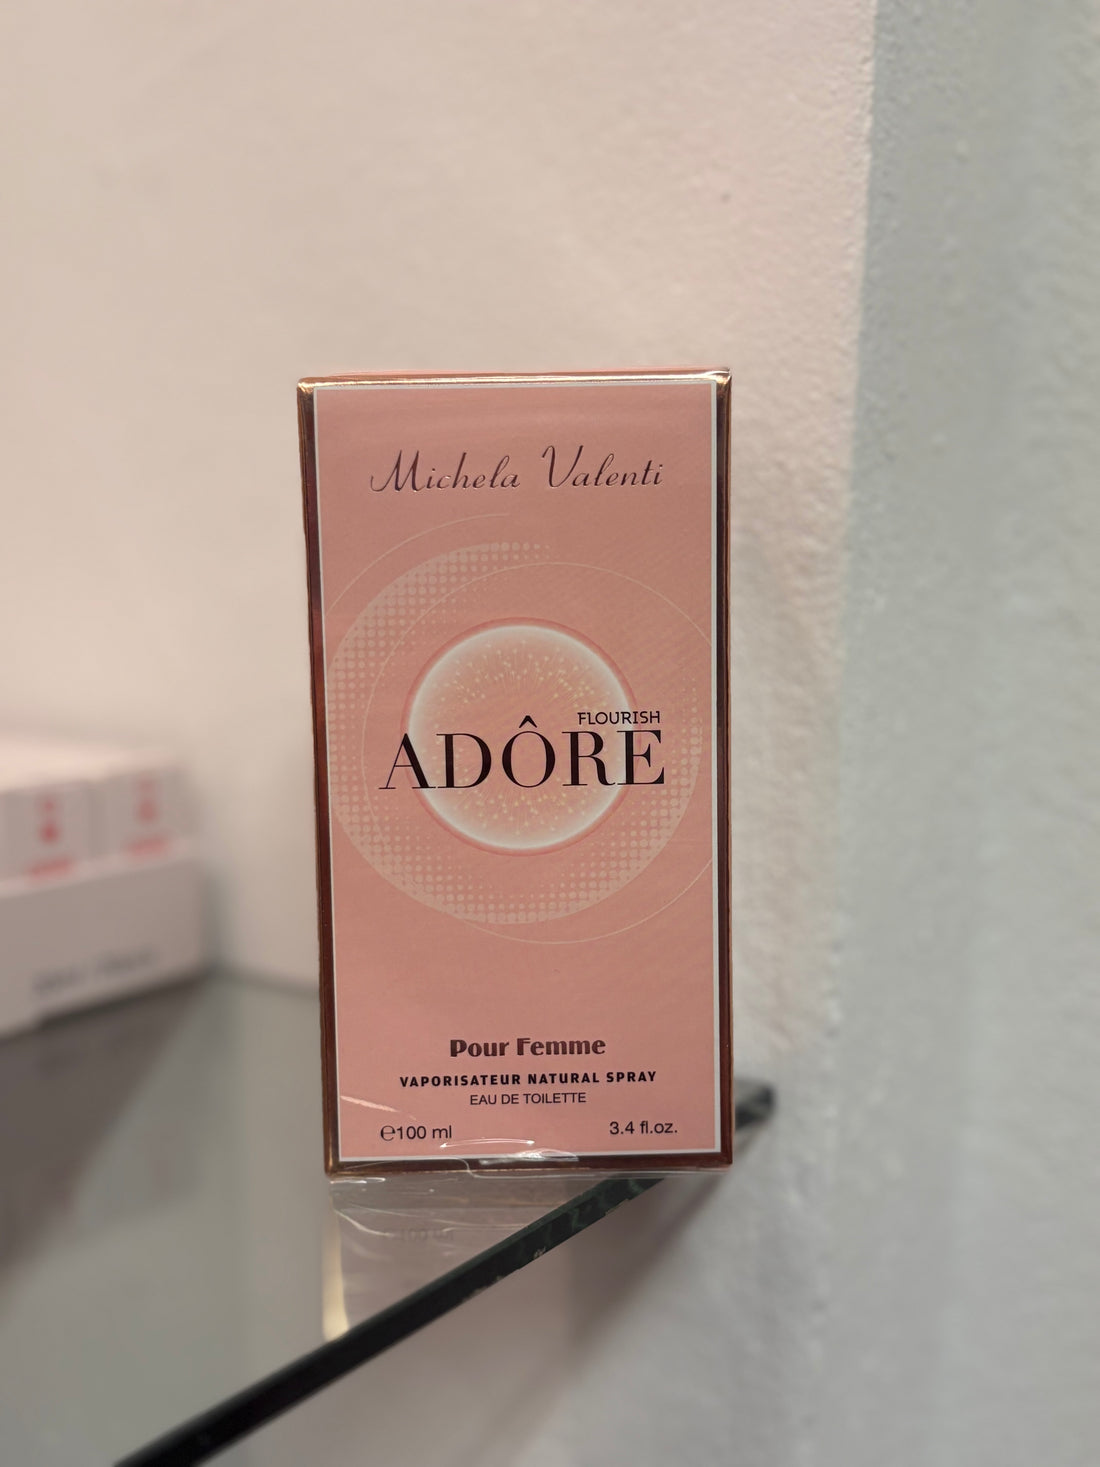 Michela Valenti
FLOURISH
ADÔRE
Pour Femme
VAPORISATEUR NATURAL SPRAY
EAU DE TOILETTE
℮100 ml 3.4 fl.oz.